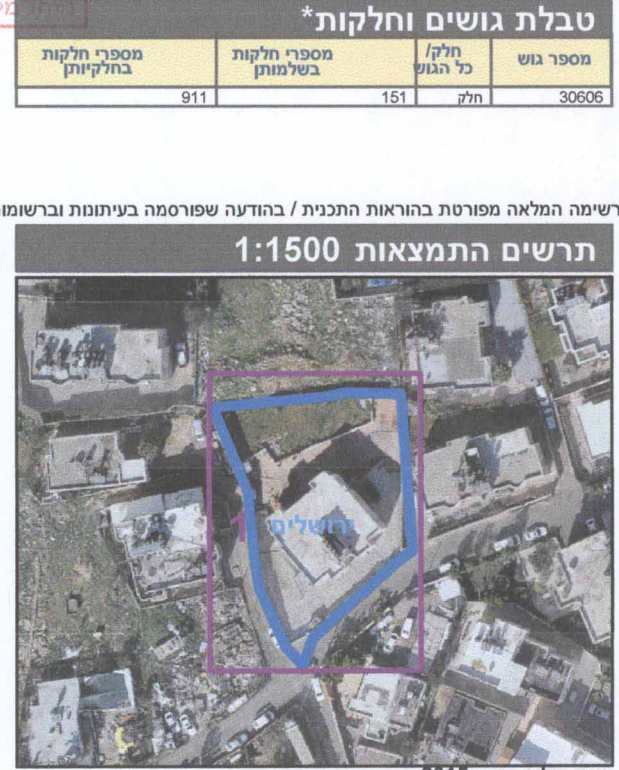 טבלת גושים וחלקות*
מספר גוש חלק/ כל הגוש מספרי חלקות בשלמותן מספרי חלקות בחלקיותן
30606 חלק 151 911
רשימה המלאה מפורטת בהוראות התכנית / בהודעה שפורסמה בעיתונות וברשומו
תרשים התמצאות 1:1500
1
ירושלים